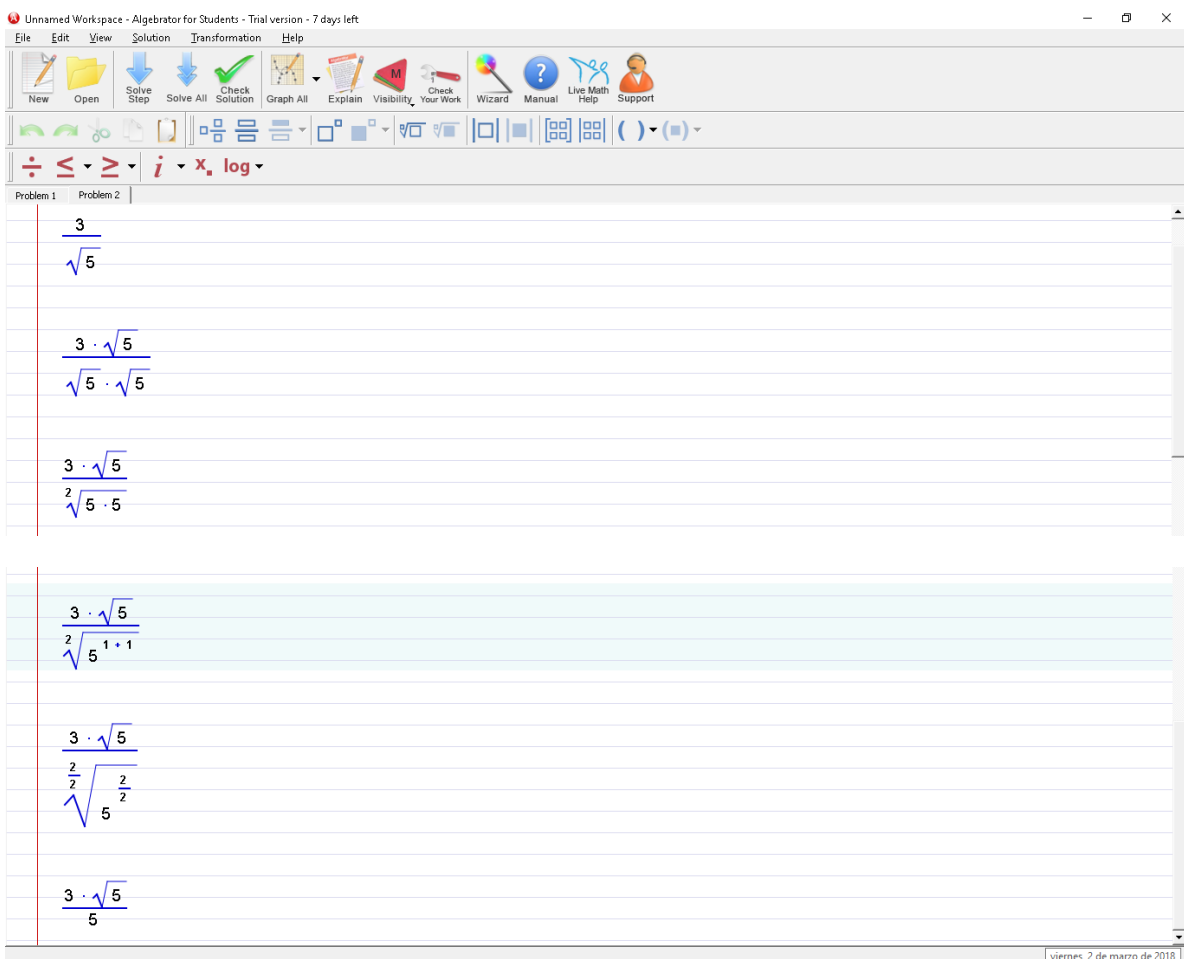 Unnamed Workspace - Algebrator for Students - Trial version - 7 days left
File Edit View Solution Transformation Help
New Open Solve Step Solve All Check Solution Graph All Explain Visibility Check Your Work Wizard Manual Live Math Help Support
÷ ≤ ≥ i x log
Problem 1 Problem 2
3
√5
3 · √5
√5 · √5
3 · √5
²√5 · 5
3 · √5
²√5^(1 + 1)
3 · √5
^(2/2)√5^(2/2)
3 · √5
5
viernes, 2 de marzo de 2018